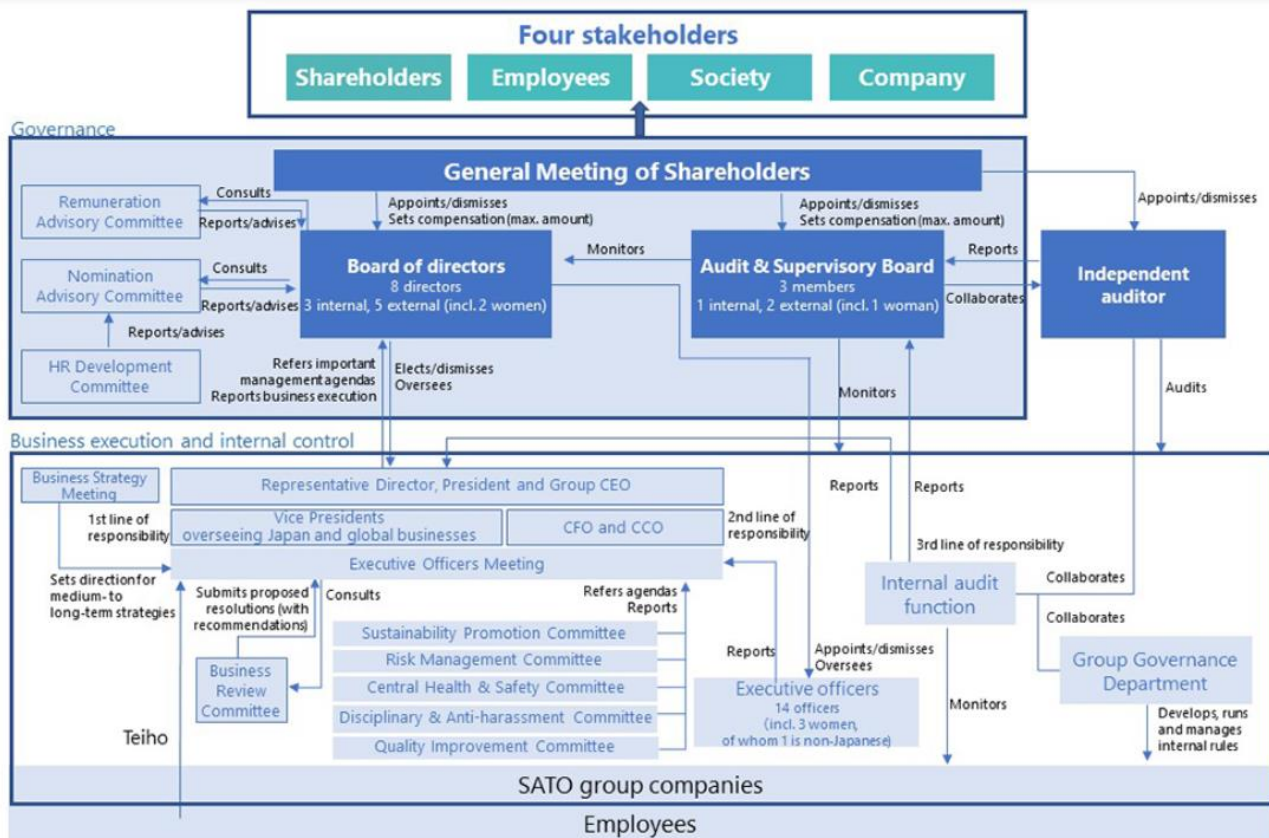 Four stakeholders
Shareholders
Employees
Society
Company
Governance
General Meeting of Shareholders
Remuneration
Advisory Committee
Consults
Reports/advises
Appoints/dismisses
Sets compensation (max. amount)
Appoints/dismisses
Sets compensation (max. amount)
Appoints/dismisses
Nomination
Advisory Committee
Consults
Reports/advises
Board of directors
8 directors
3 internal, 5 external (incl. 2 women)
Monitors
Audit & Supervisory Board
3 members
1 internal, 2 external (incl. 1 woman)
Reports
Collaborates
Independent
auditor
Reports/advises
HR Development
Committee
Refers important
management agendas
Reports business execution
Elects/dismisses
Oversees
Monitors
Audits
Business execution and internal control
Business Strategy
Meeting
Representative Director, President and Group CEO
Reports
Reports
1st line of
responsibility
Vice Presidents
overseeing Japan and global businesses
CFO and CCO
2nd line of
responsibility
3rd line of responsibility
Executive Officers Meeting
Sets direction for
medium- to
long-term strategies
Submits proposed
resolutions (with
recommendations)
Consults
Refers agendas
Reports
Internal audit
function
Collaborates
Collaborates
Sustainability Promotion Committee
Risk Management Committee
Central Health & Safety Committee
Disciplinary & Anti-harassment Committee
Quality Improvement Committee
Business
Review
Committee
Reports
Appoints/dismisses
Oversees
Executive officers
14 officers
(incl. 3 women,
of whom 1 is non-Japanese)
Monitors
Group Governance
Department
Develops, runs
and manages
internal rules
Teiho
SATO group companies
Employees